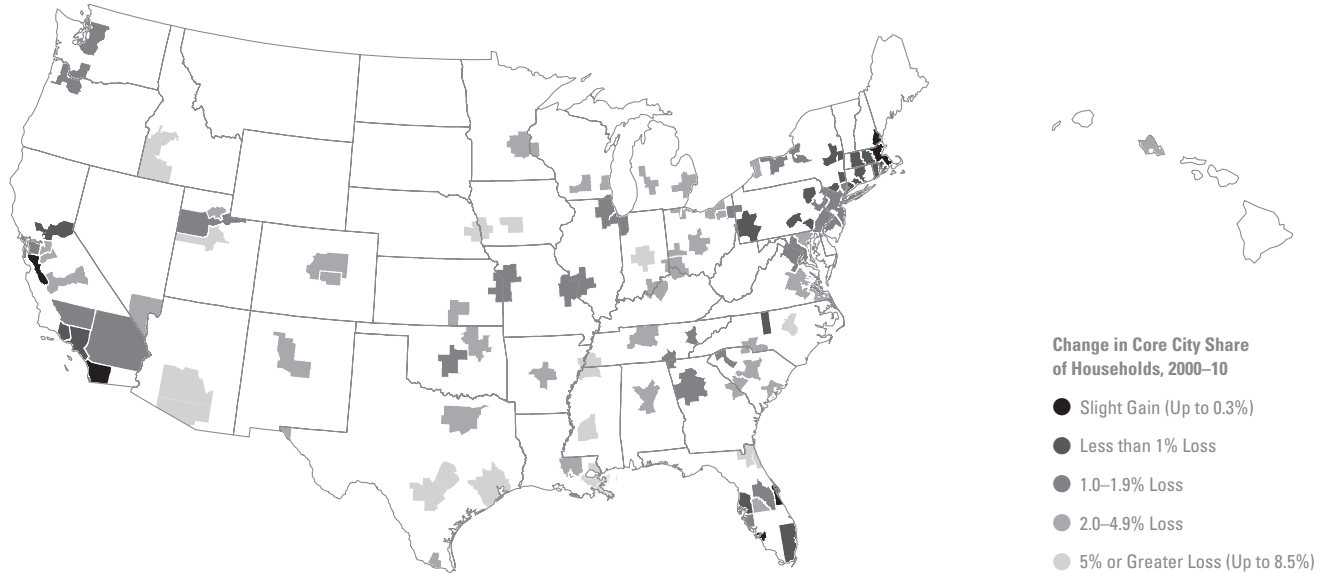 Change in Core City Share
of Households, 2000–10
Slight Gain (Up to 0.3%)
Less than 1% Loss
1.0–1.9% Loss
2.0–4.9% Loss
5% or Greater Loss (Up to 8.5%)